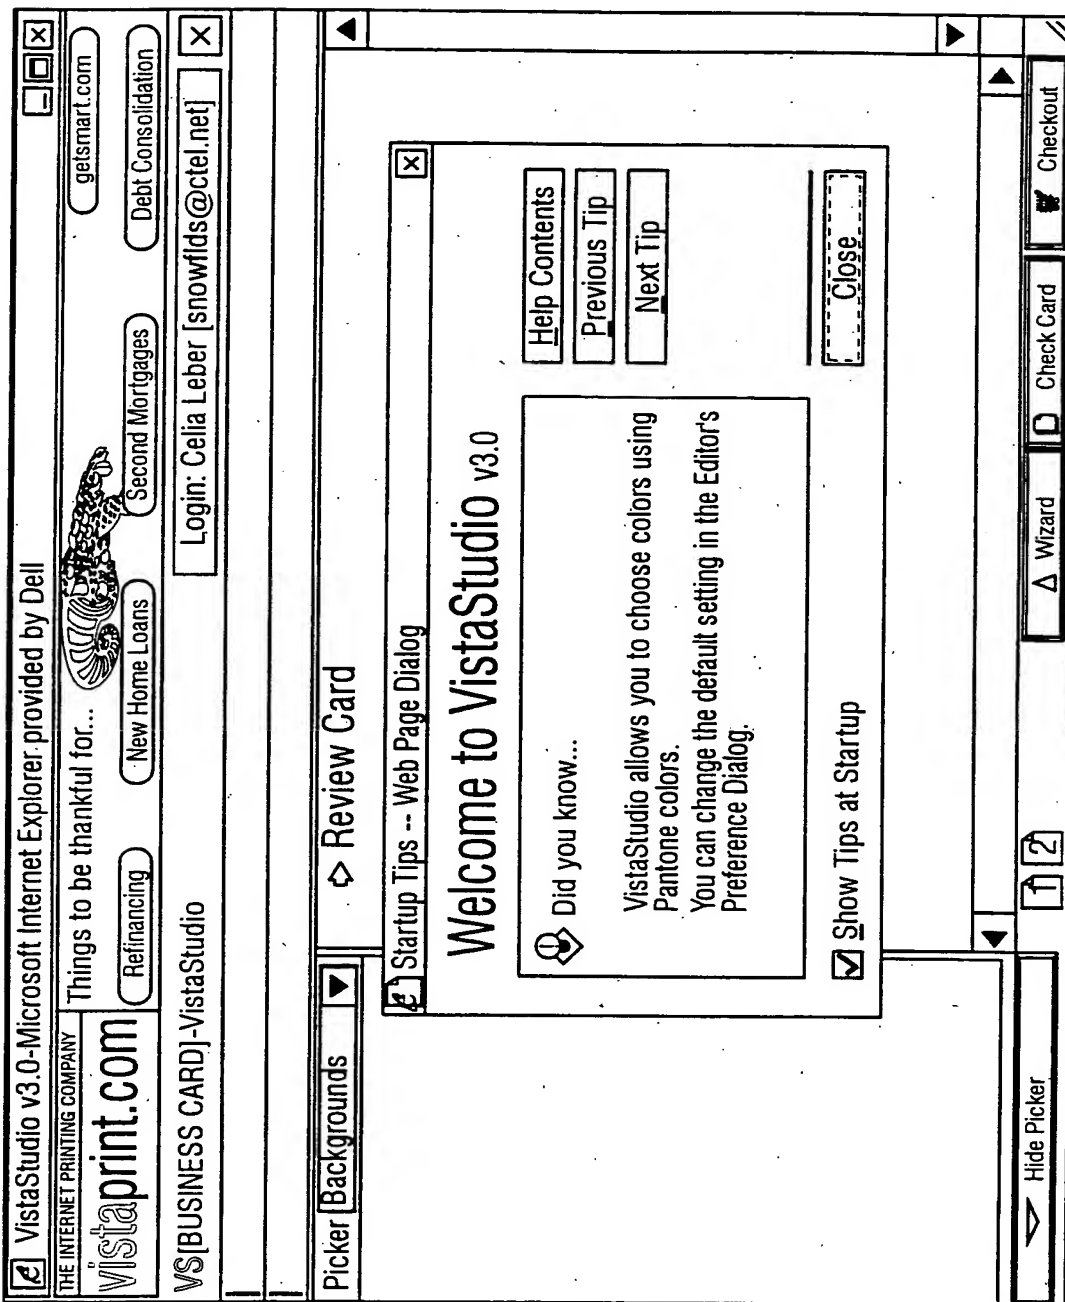 VistaStudio v3.0-Microsoft Internet Explorer provided by Dell
THE INTERNET PRINTING COMPANY
vistaprint.com
Things to be thankful for...
getsmart.com
Refinancing
New Home Loans
Second Mortgages
Debt Consolidation
VS[BUSINESS CARD]-VistaStudio
Login: Celia Leber [snowflds@ctel.net]
Picker Backgrounds
Review Card
Startup Tips -- Web Page Dialog
Welcome to VistaStudio v3.0
Did you know...
VistaStudio allows you to choose colors using
Pantone colors.
You can change the default setting in the Editor's
Preference Dialog.
Help Contents
Previous Tip
Next Tip
Show Tips at Startup
Close
Hide Picker
1 2
Wizard
Check Card
Checkout